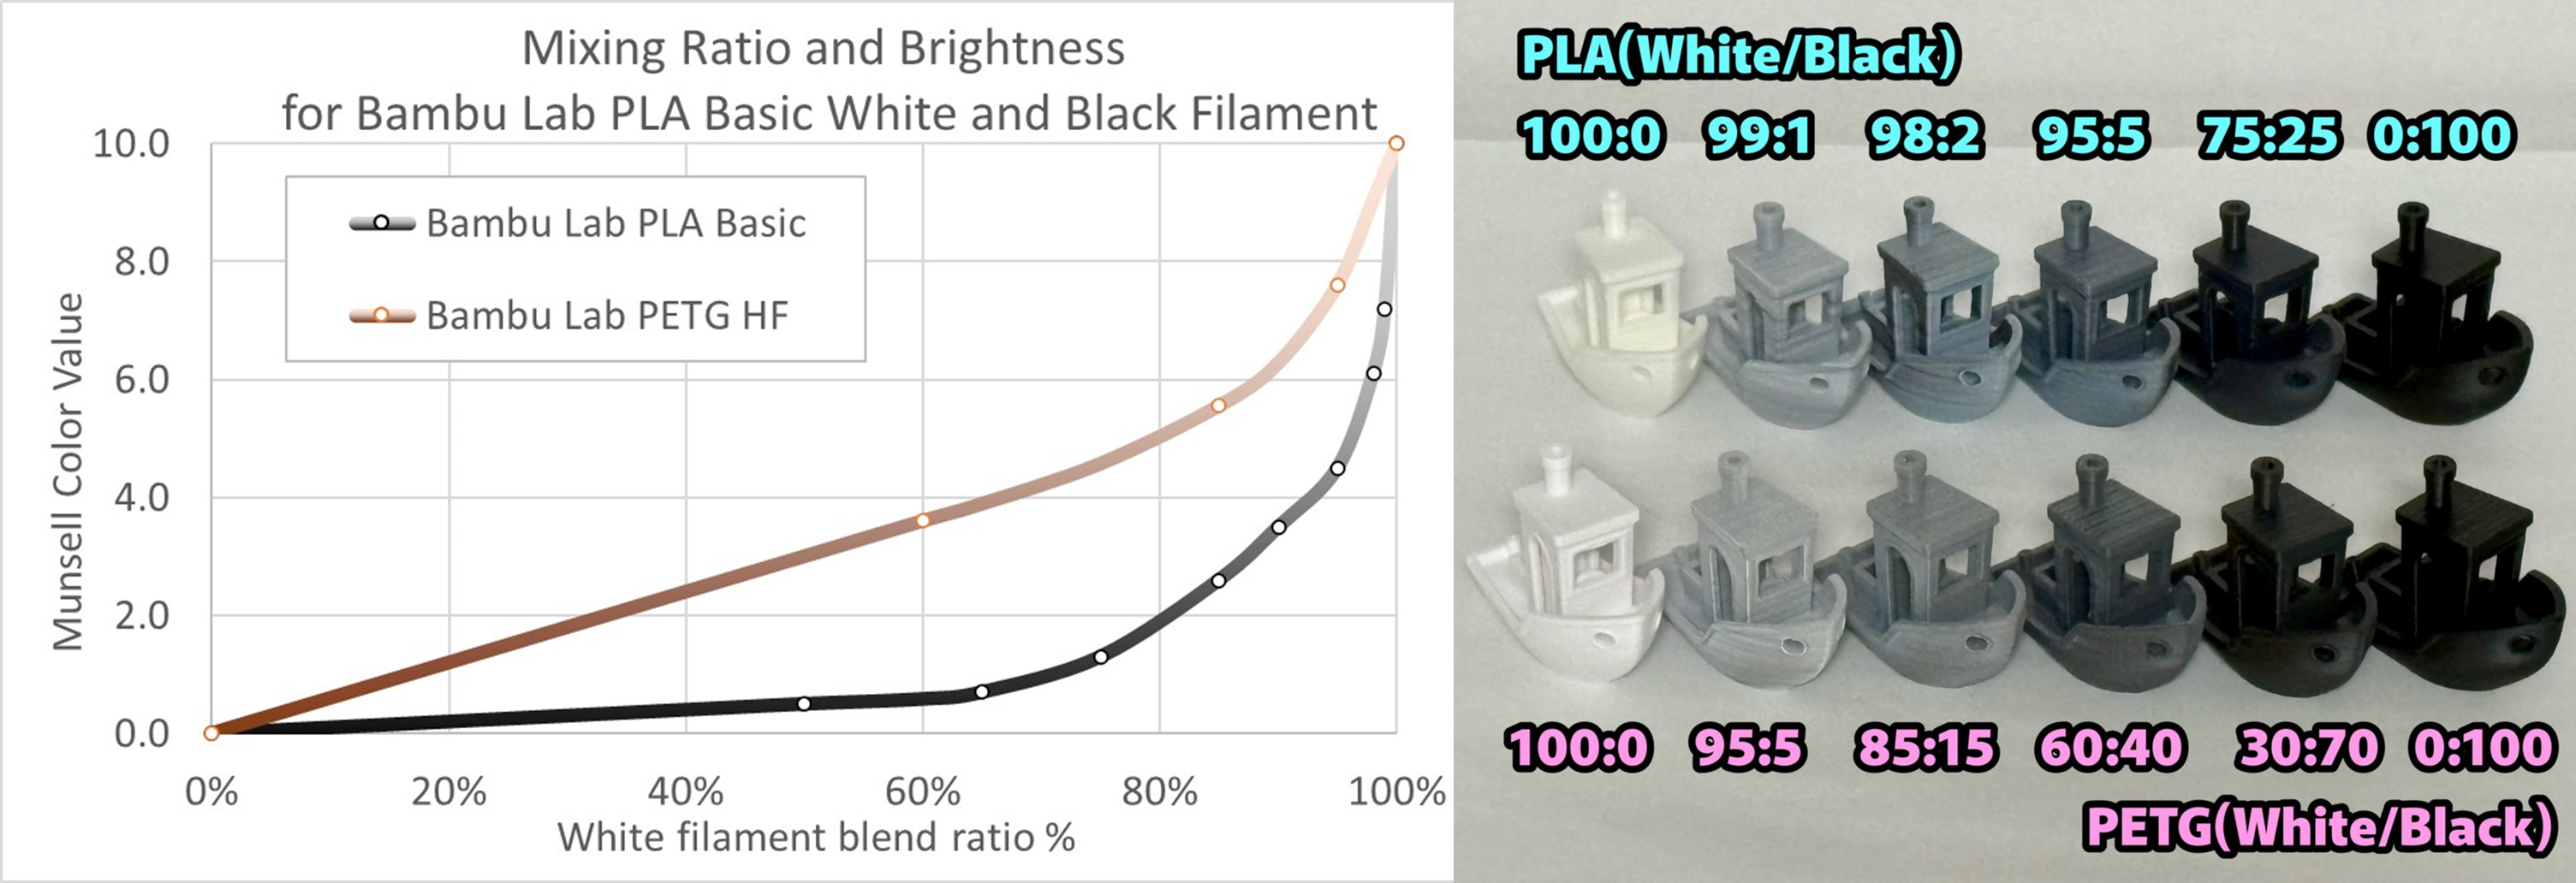 Mixing Ratio and Brightness
for Bambu Lab PLA Basic White and Black Filament
10.0
8.0
6.0
4.0
2.0
0.0
Munsell Color Value
Bambu Lab PLA Basic
Bambu Lab PETG HF
0% 20% 40% 60% 80% 100%
White filament blend ratio %
PLA(White/Black)
100:0 99:1 98:2 95:5 75:25 0:100
100:0 95:5 85:15 60:40 30:70 0:100
PETG(White/Black)